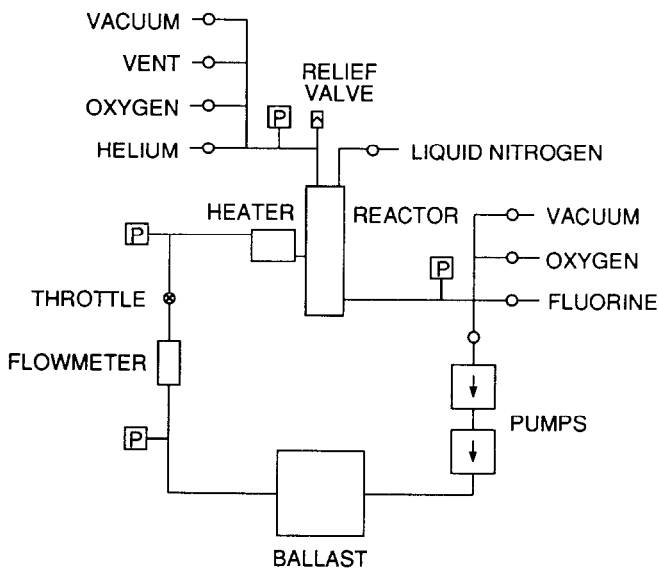 VACUUM
VENT
OXYGEN
HELIUM
P
RELIEF
VALVE
LIQUID NITROGEN
HEATER
REACTOR
VACUUM
P
P
OXYGEN
THROTTLE
FLUORINE
FLOWMETER
PUMPS
P
BALLAST